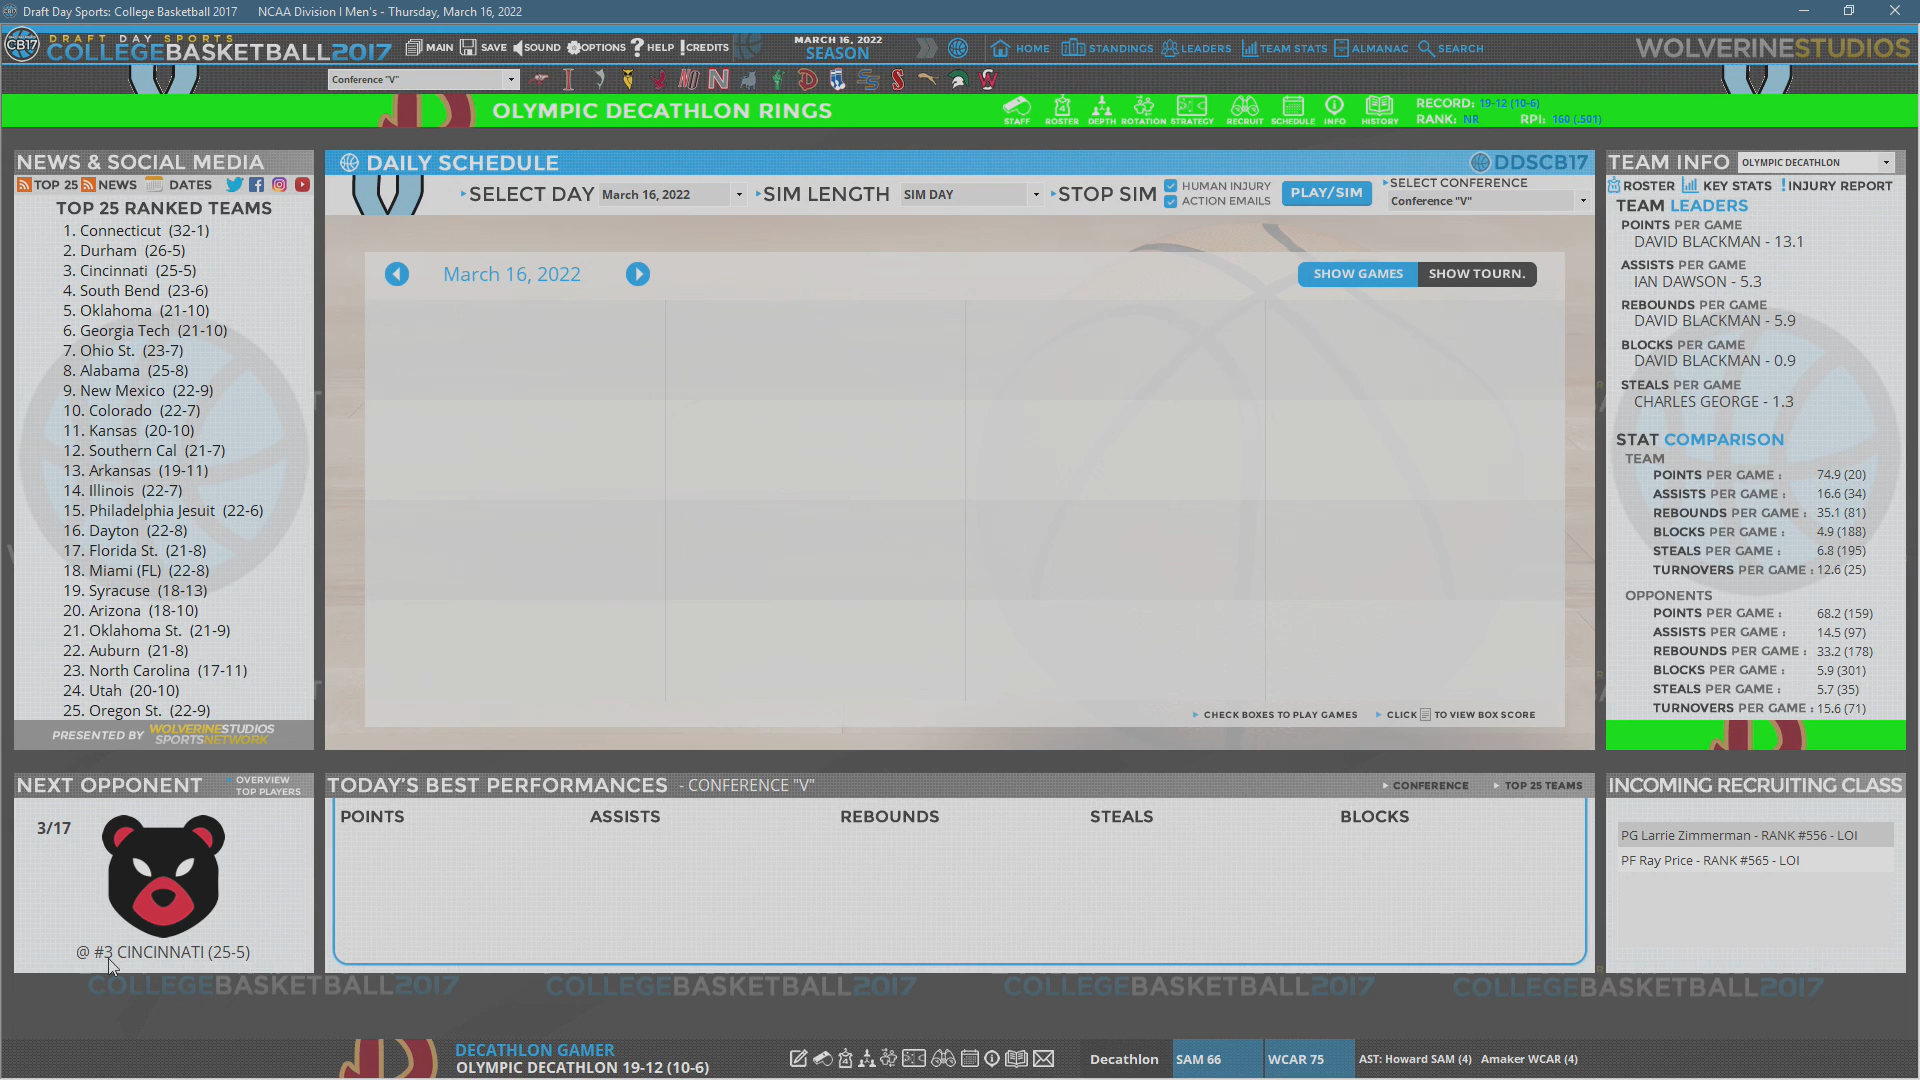 Draft Day Sports: College Basketball 2017 NCAA Division I Men's - Thursday, March 16, 2022
CB17 DRAFT DAY SPORTS
COLLEGEBASKETBALL2017
MAIN SAVE SOUND OPTIONS HELP CREDITS
MARCH 16, 2022
SEASON
HOME STANDINGS LEADERS TEAM STATS ALMANAC SEARCH
WOLVERINESTUDIOS
Conference "V"
OLYMPIC DECATHLON RINGS
STAFF ROSTER DEPTH ROTATION STRATEGY RECRUIT SCHEDULE INFO HISTORY
RECORD: 19-12 (10-6)
RANK: NR RPI: 160 (.501)
NEWS & SOCIAL MEDIA
TOP 25 NEWS DATES
TOP 25 RANKED TEAMS
1. Connecticut (32-1)
2. Durham (26-5)
3. Cincinnati (25-5)
4. South Bend (23-6)
5. Oklahoma (21-10)
6. Georgia Tech (21-10)
7. Ohio St. (23-7)
8. Alabama (25-8)
9. New Mexico (22-9)
10. Colorado (22-7)
11. Kansas (20-10)
12. Southern Cal (21-7)
13. Arkansas (19-11)
14. Illinois (22-7)
15. Philadelphia Jesuit (22-6)
16. Dayton (22-8)
17. Florida St. (21-8)
18. Miami (FL) (22-8)
19. Syracuse (18-13)
20. Arizona (18-10)
21. Oklahoma St. (21-9)
22. Auburn (21-8)
23. North Carolina (17-11)
24. Utah (20-10)
25. Oregon St. (22-9)
PRESENTED BY WOLVERINESTUDIOS
SPORTSNETWORK
DAILY SCHEDULE
DDSCB17
SELECT DAY March 16, 2022 SIM LENGTH SIM DAY STOP SIM
HUMAN INJURY
ACTION EMAILS
PLAY/SIM
SELECT CONFERENCE
Conference "V"
March 16, 2022
SHOW GAMES SHOW TOURN.
CHECK BOXES TO PLAY GAMES CLICK TO VIEW BOX SCORE
TEAM INFO OLYMPIC DECATHLON
ROSTER KEY STATS INJURY REPORT
TEAM LEADERS
POINTS PER GAME
DAVID BLACKMAN - 13.1
ASSISTS PER GAME
IAN DAWSON - 5.3
REBOUNDS PER GAME
DAVID BLACKMAN - 5.9
BLOCKS PER GAME
DAVID BLACKMAN - 0.9
STEALS PER GAME
CHARLES GEORGE - 1.3
STAT COMPARISON
TEAM
POINTS PER GAME : 74.9 (20)
ASSISTS PER GAME : 16.6 (34)
REBOUNDS PER GAME : 35.1 (81)
BLOCKS PER GAME : 4.9 (188)
STEALS PER GAME : 6.8 (195)
TURNOVERS PER GAME : 12.6 (25)
OPPONENTS
POINTS PER GAME : 68.2 (159)
ASSISTS PER GAME : 14.5 (97)
REBOUNDS PER GAME : 33.2 (178)
BLOCKS PER GAME : 5.9 (301)
STEALS PER GAME : 5.7 (35)
TURNOVERS PER GAME : 15.6 (71)
NEXT OPPONENT
OVERVIEW
TOP PLAYERS
3/17
@ #3 CINCINNATI (25-5)
TODAY'S BEST PERFORMANCES - CONFERENCE "V"
CONFERENCE TOP 25 TEAMS
POINTS ASSISTS REBOUNDS STEALS BLOCKS
INCOMING RECRUITING CLASS
PG Larrie Zimmerman - RANK #556 - LOI
PF Ray Price - RANK #565 - LOI
COLLEGEBASKETBALL2017 COLLEGEBASKETBALL2017 COLLEGEBASKETBALL2017 COLLEGEBASKETBALL2017
DECATHLON GAMER
OLYMPIC DECATHLON 19-12 (10-6)
Decathlon SAM 66 WCAR 75 AST: Howard SAM (4) Amaker WCAR (4)